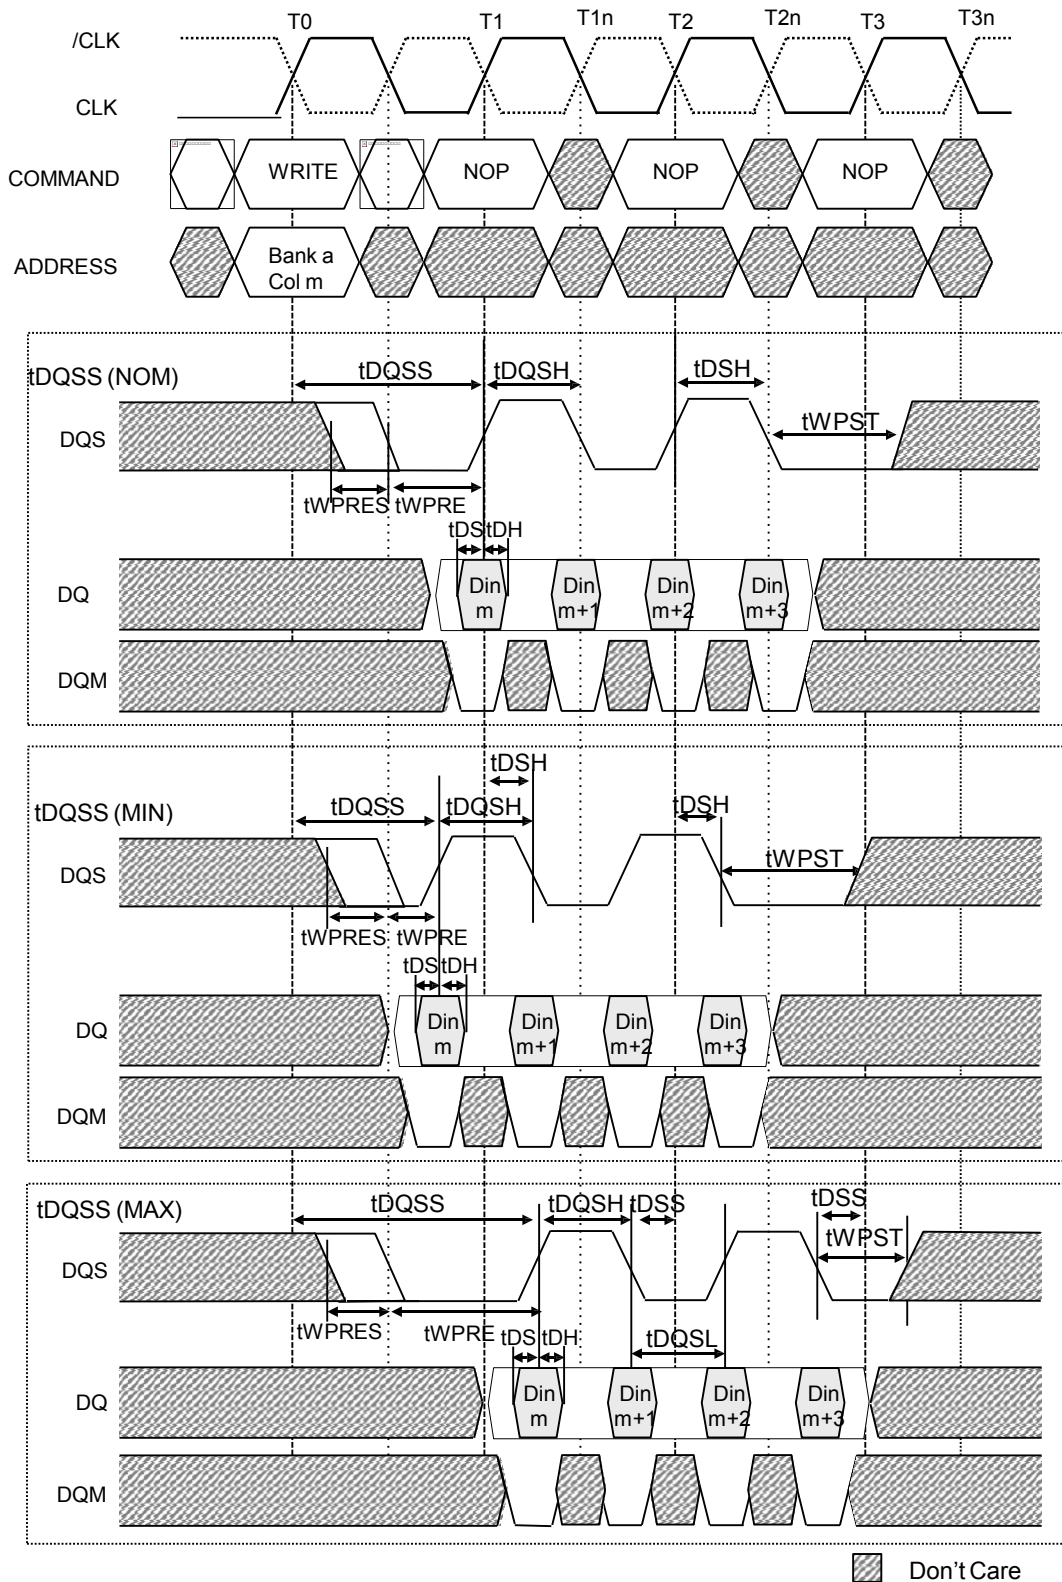 T0 T1 T1n T2 T2n T3 T3n
/CLK
CLK
COMMAND WRITE NOP NOP NOP
ADDRESS Bank a
Col m
tDQSS (NOM) tDQSS tDQSH tDSH
DQS tWPST
tWPRES tWPRE
tDS tDH
DQ Din Din Din Din
m m+1 m+2 m+3
DQM
tDSH
tDQSS (MIN) tDQSS tDQSH tDSH
DQS tWPST
tWPRES tWPRE
tDS tDH
DQ Din Din Din Din
m m+1 m+2 m+3
DQM
tDQSS (MAX) tDQSS tDQSH tDSS tDSS
DQS tWPST
tWPRES tWPRE tDS tDH tDQSL
DQ Din Din Din Din
m m+1 m+2 m+3
DQM
Don't Care